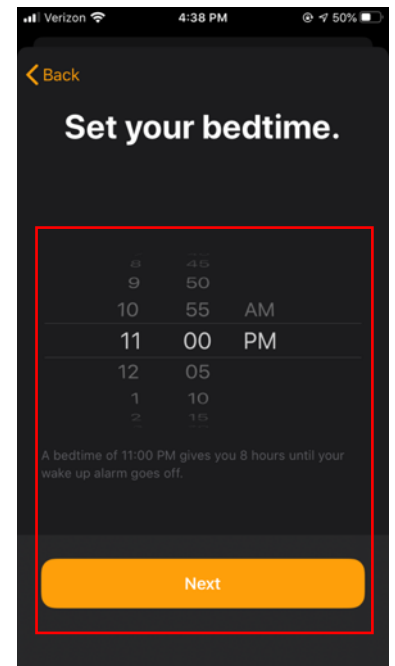 Verizon 4:38 PM 50%
Back
Set your bedtime.
8 45
9 50
10 55 AM
11 00 PM
12 05
1 10
2 15
A bedtime of 11:00 PM gives you 8 hours until your
wake up alarm goes off.
Next